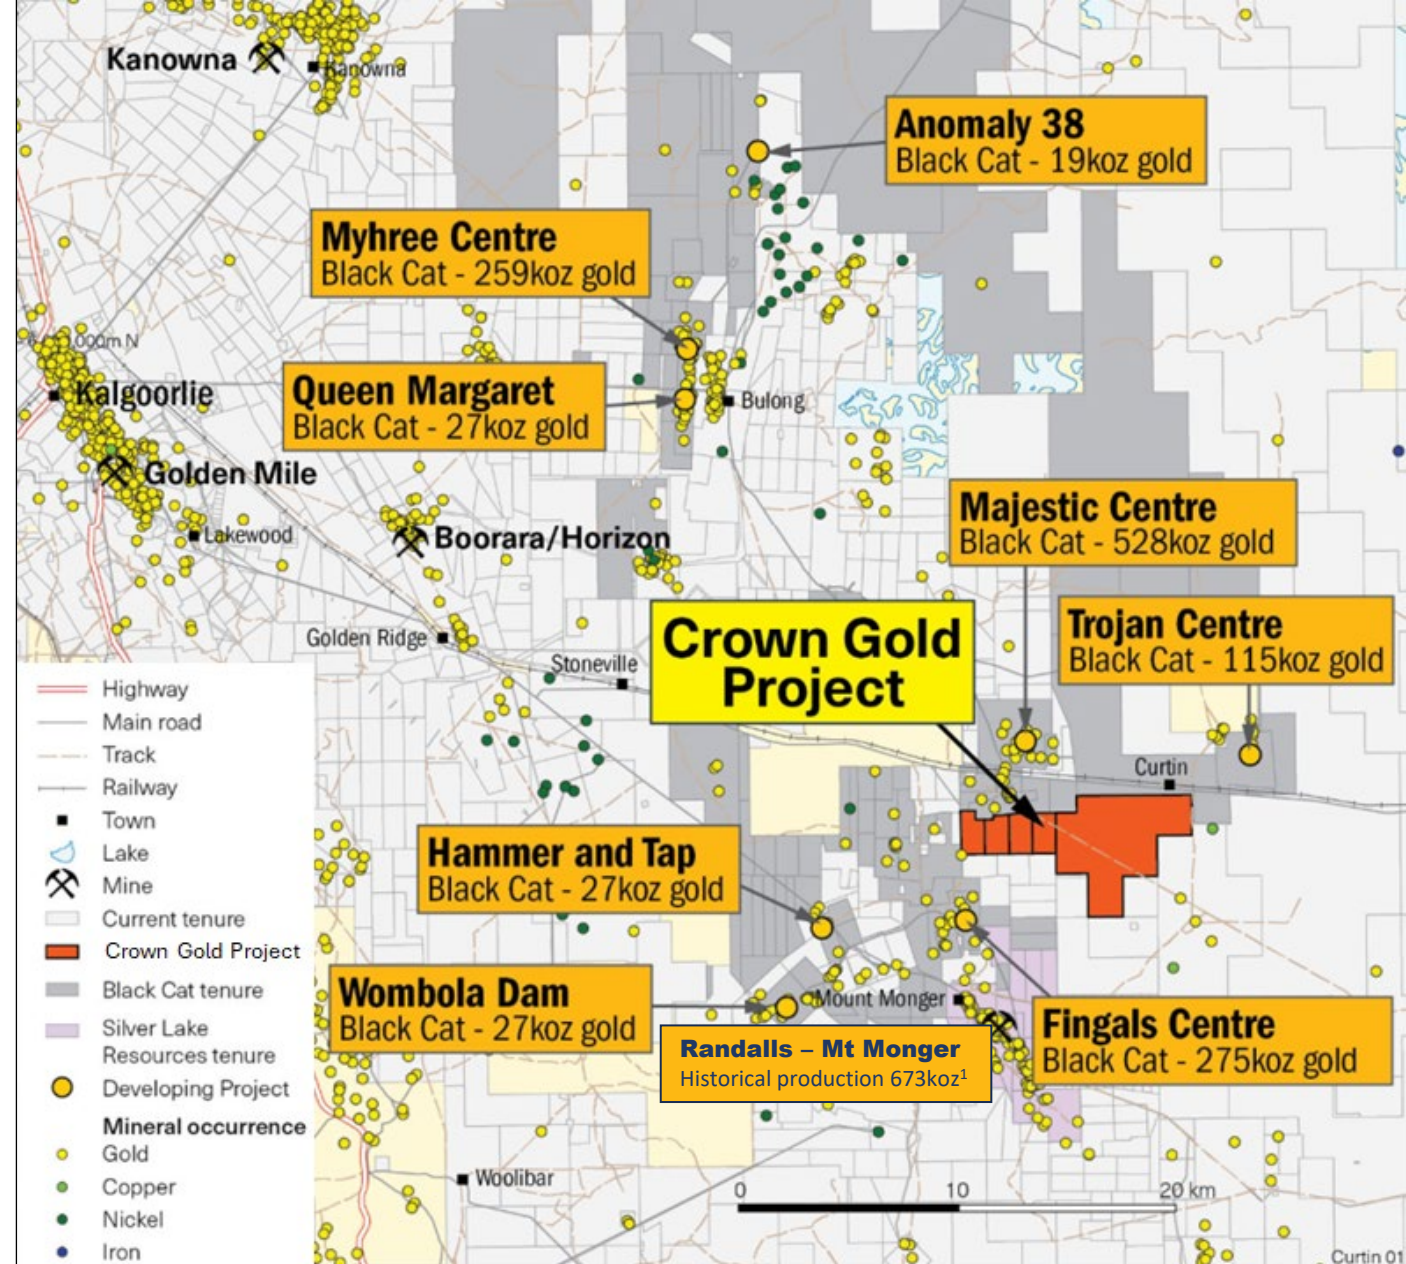 Kanowna
Kanowna
Anomaly 38
Black Cat - 19koz gold
Myhree Centre
Black Cat - 259koz gold
000m N
Kalgoorlie
Queen Margaret
Black Cat - 27koz gold
Bulong
Golden Mile
Lakewood
Boorara/Horizon
Majestic Centre
Black Cat - 528koz gold
Golden Ridge
Stoneville
Crown Gold
Project
Trojan Centre
Black Cat - 115koz gold
Curtin
Hammer and Tap
Black Cat - 27koz gold
Wombola Dam
Black Cat - 27koz gold
Mount Monger
Randalls – Mt Monger
Historical production 673koz¹
Fingals Centre
Black Cat - 275koz gold
Woolibar
0 10 20 km
Curtin 01
Highway
Main road
Track
Railway
Town
Lake
Mine
Current tenure
Crown Gold Project
Black Cat tenure
Silver Lake
Resources tenure
Developing Project
Mineral occurrence
Gold
Copper
Nickel
Iron